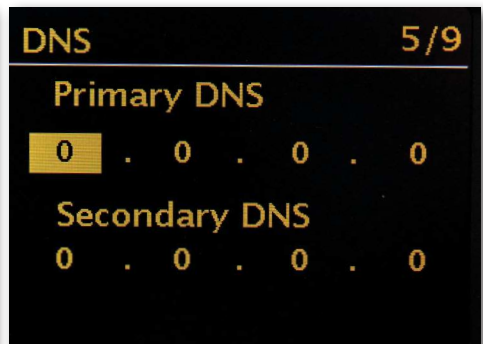 DNS 5/9
Primary DNS
0 . 0 . 0 . 0
Secondary DNS
0 . 0 . 0 . 0